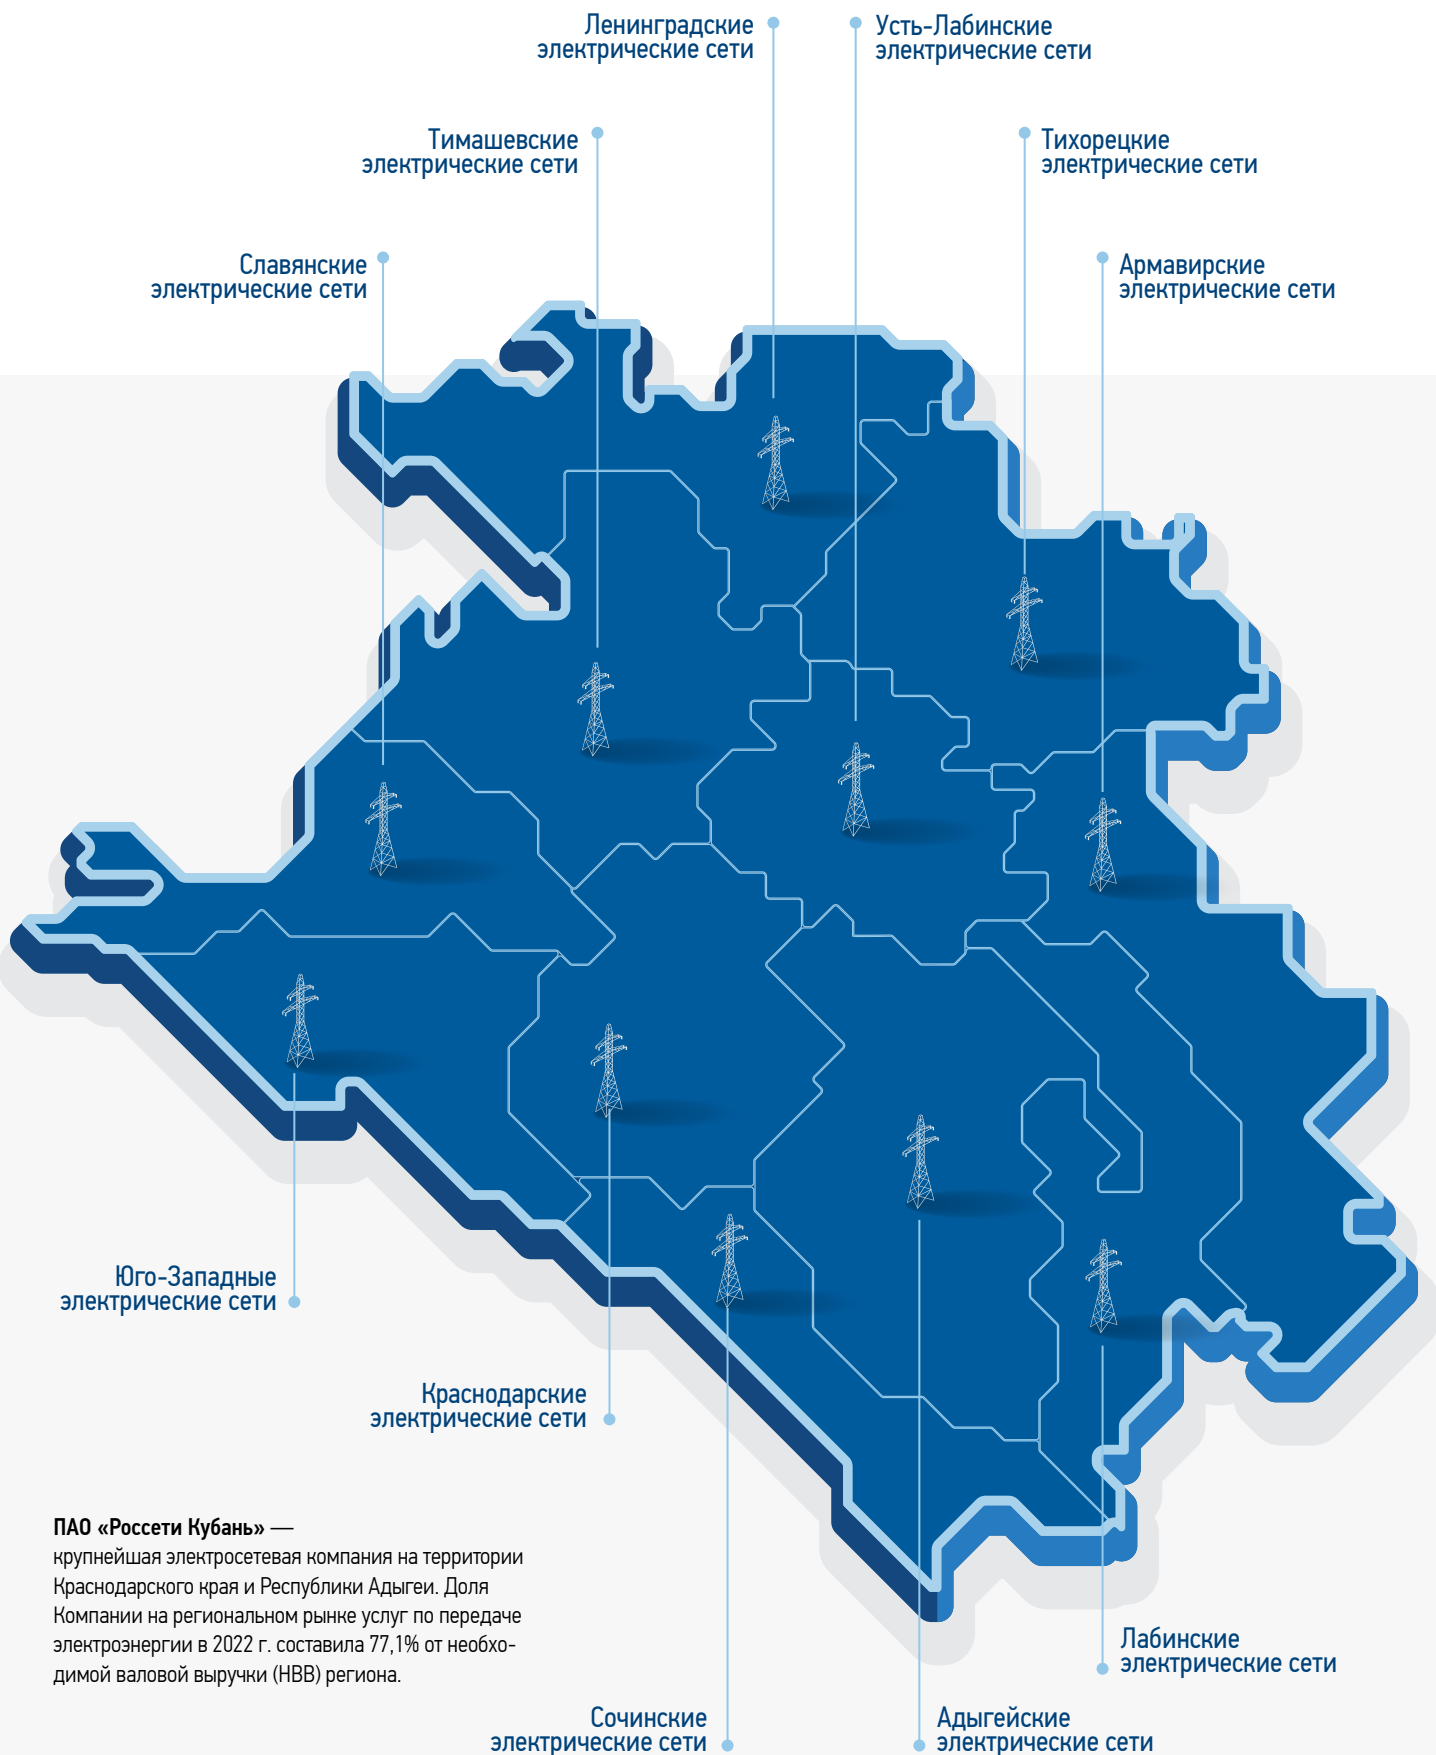 Ленинградские
электрические сети
Усть-Лабинские
электрические сети
Тимашевские
электрические сети
Тихорецкие
электрические сети
Славянские
электрические сети
Армавирские
электрические сети
Юго-Западные
электрические сети
Краснодарские
электрические сети
ПАО «Россети Кубань» —
крупнейшая электросетевая компания на территории
Краснодарского края и Республики Адыгеи. Доля
Компании на региональном рынке услуг по передаче
электроэнергии в 2022 г. составила 77,1% от необхо-
димой валовой выручки (НВВ) региона.
Лабинские
электрические сети
Сочинские
электрические сети
Адыгейские
электрические сети